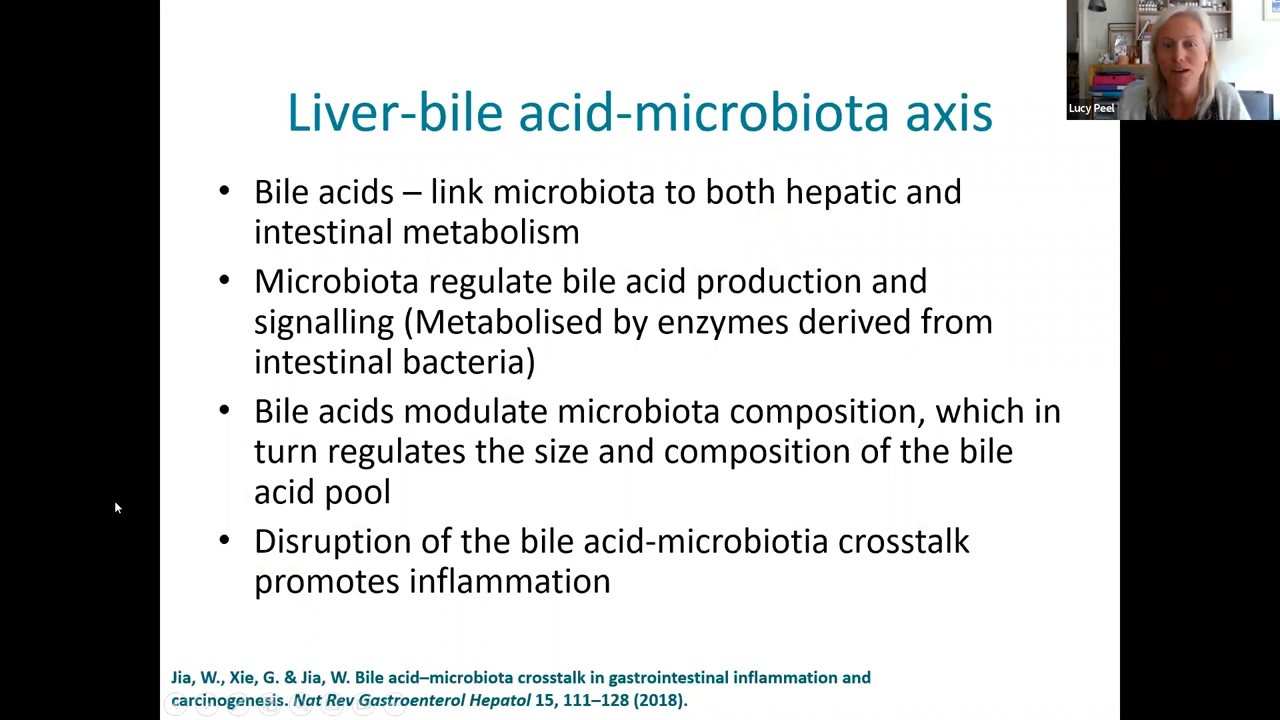 Lucy Peel
Liver-bile acid-microbiota axis
• Bile acids – link microbiota to both hepatic and
intestinal metabolism
• Microbiota regulate bile acid production and
signalling (Metabolised by enzymes derived from
intestinal bacteria)
• Bile acids modulate microbiota composition, which in
turn regulates the size and composition of the bile
acid pool
• Disruption of the bile acid-microbiotia crosstalk
promotes inflammation
Jia, W., Xie, G. & Jia, W. Bile acid–microbiota crosstalk in gastrointestinal inflammation and
carcinogenesis. Nat Rev Gastroenterol Hepatol 15, 111–128 (2018).